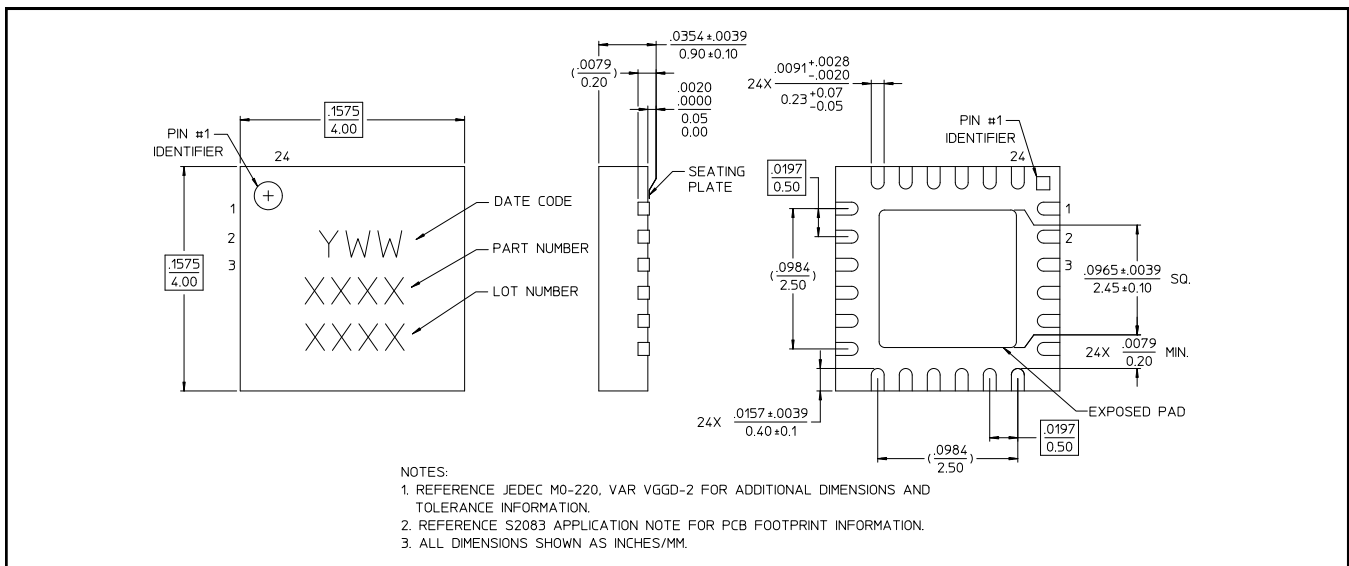 .1575
4.00
PIN #1
IDENTIFIER
24
1
2
3
.1575
4.00
YWW
XXXX
XXXX
DATE CODE
PART NUMBER
LOT NUMBER
.0354±.0039
0.90±0.10
(.0079
0.20)
.0020
.0000
0.05
0.00
SEATING
PLATE
24X .0091 +.0028 -.0020
0.23 +0.07 -0.05
PIN #1
IDENTIFIER
24
.0197
0.50
1
2
3
(.0984
2.50)
.0965±.0039
2.45±0.10 SQ.
24X .0079
0.20 MIN.
EXPOSED PAD
24X .0157±.0039
0.40±0.1
.0197
0.50
(.0984
2.50)
NOTES:
1. REFERENCE JEDEC MO-220, VAR VGGD-2 FOR ADDITIONAL DIMENSIONS AND
TOLERANCE INFORMATION.
2. REFERENCE S2083 APPLICATION NOTE FOR PCB FOOTPRINT INFORMATION.
3. ALL DIMENSIONS SHOWN AS INCHES/MM.